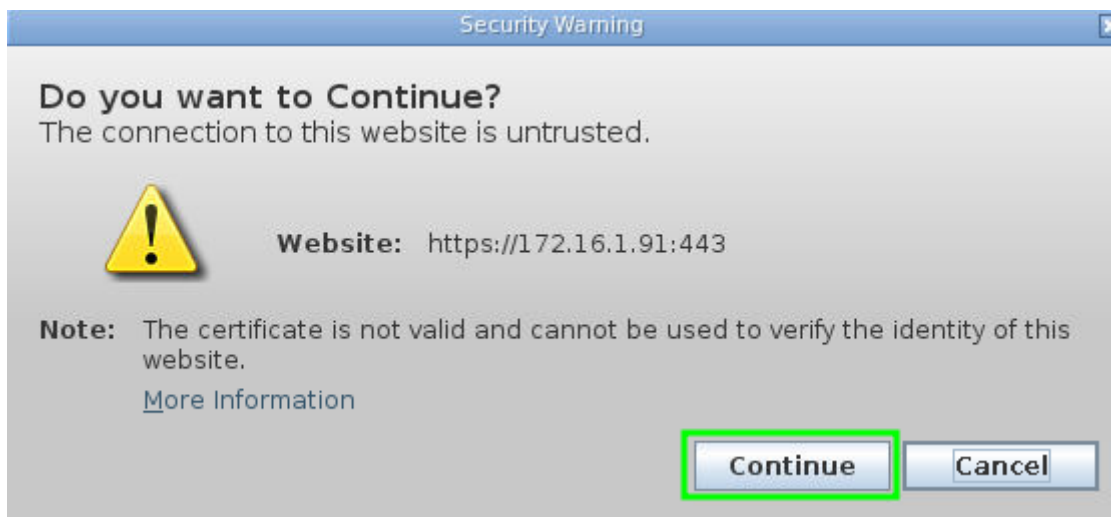 Security Warning
Do you want to Continue?
The connection to this website is untrusted.
Website: https://172.16.1.91:443
Note: The certificate is not valid and cannot be used to verify the identity of this
website.
More Information
Continue Cancel